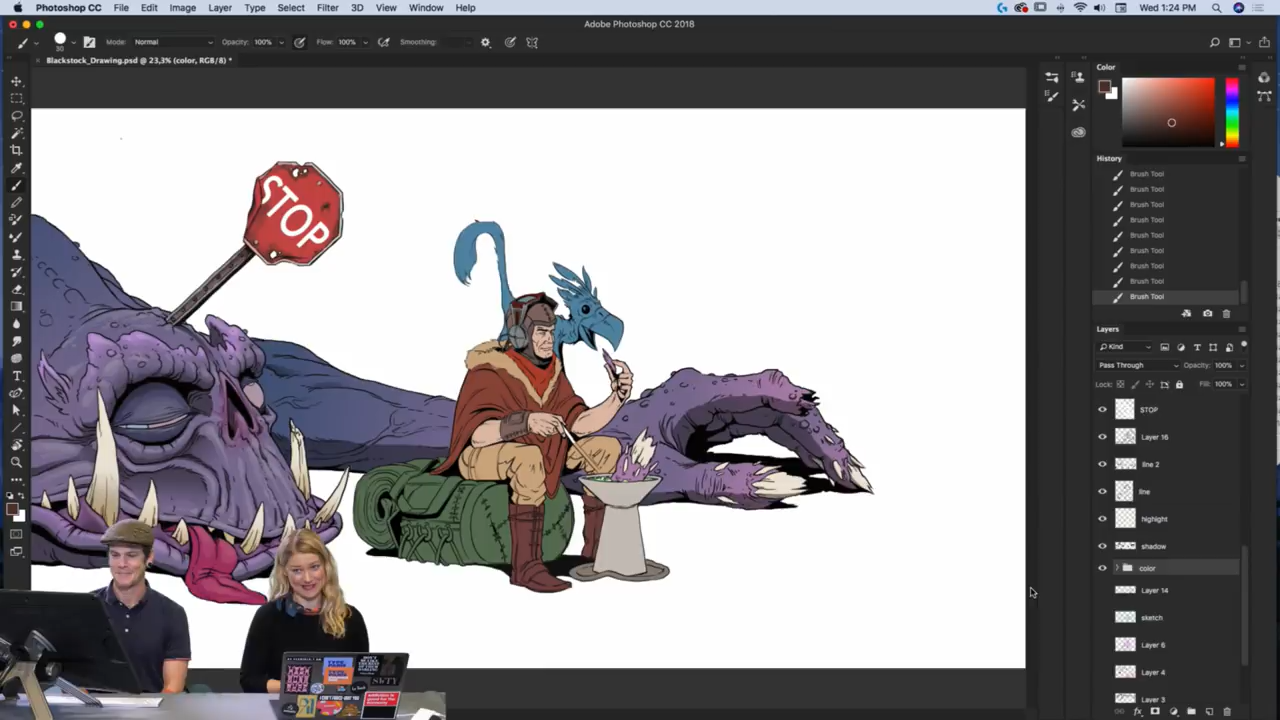 Photoshop CC File Edit Image Layer Type Select Filter 3D View Window Help Wed 1:24 PM
Adobe Photoshop CC 2018
30 Mode: Normal Opacity: 100% Flow: 100% Smoothing:
Blackstock_Drawing.psd @ 23,3% (color, RGB/8) *
Color
History
Brush Tool
Brush Tool
Brush Tool
Brush Tool
Brush Tool
Brush Tool
Brush Tool
Brush Tool
Brush Tool
Layers
Kind
Pass Through Opacity: 100%
Lock: Fill: 100%
STOP
Layer 16
line 2
line
highlight
shadow
color
Layer 14
sketch
Layer 6
Layer 4
Layer 3
STOP